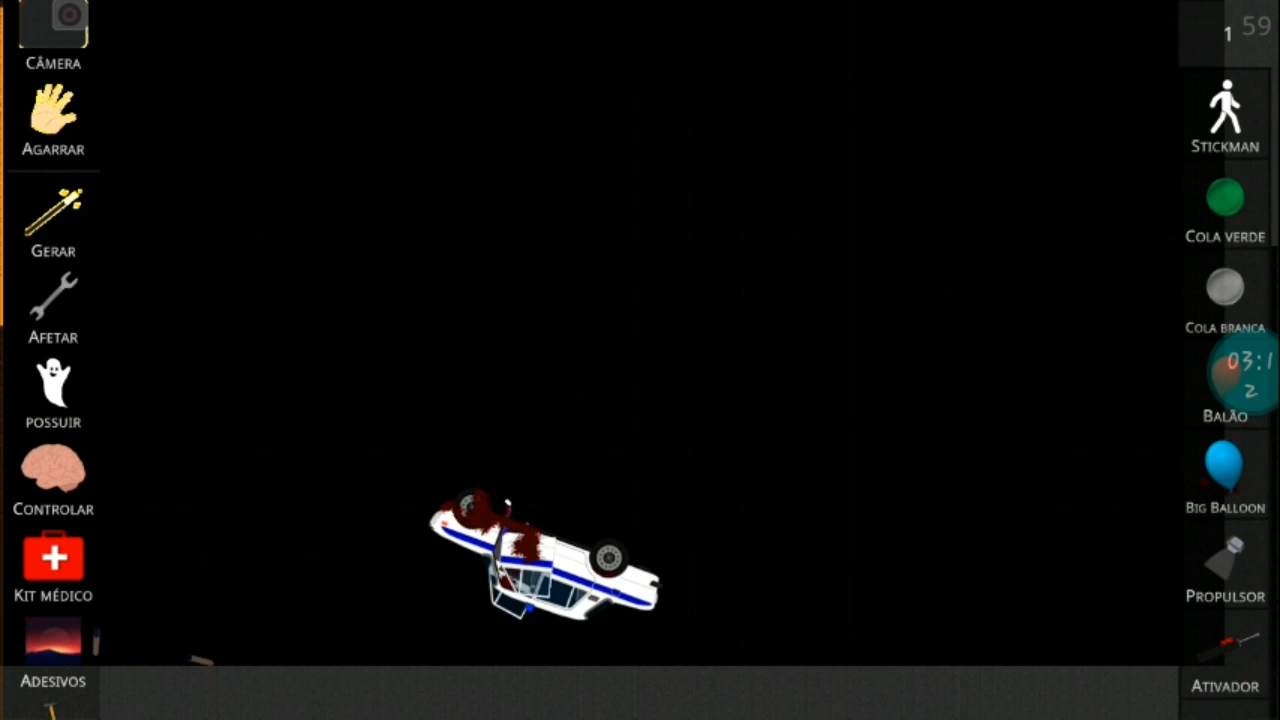 CÂMERA
AGARRAR
GERAR
AFETAR
POSSUIR
CONTROLAR
KIT MÉDICO
ADESIVOS
1 59
STICKMAN
COLA VERDE
COLA BRANCA
03:1
2
BALÃO
BIG BALLOON
PROPULSOR
ATIVADOR